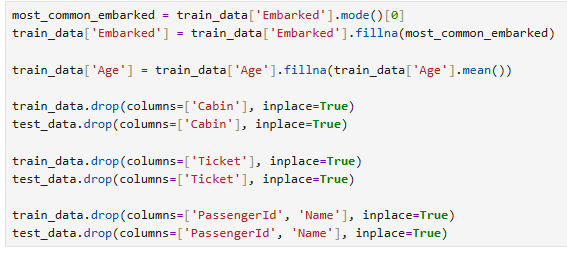 most_common_embarked = train_data['Embarked'].mode()[0]
train_data['Embarked'] = train_data['Embarked'].fillna(most_common_embarked)
train_data['Age'] = train_data['Age'].fillna(train_data['Age'].mean())
train_data.drop(columns=['Cabin'], inplace=True)
test_data.drop(columns=['Cabin'], inplace=True)
train_data.drop(columns=['Ticket'], inplace=True)
test_data.drop(columns=['Ticket'], inplace=True)
train_data.drop(columns=['PassengerId', 'Name'], inplace=True)
test_data.drop(columns=['PassengerId', 'Name'], inplace=True)